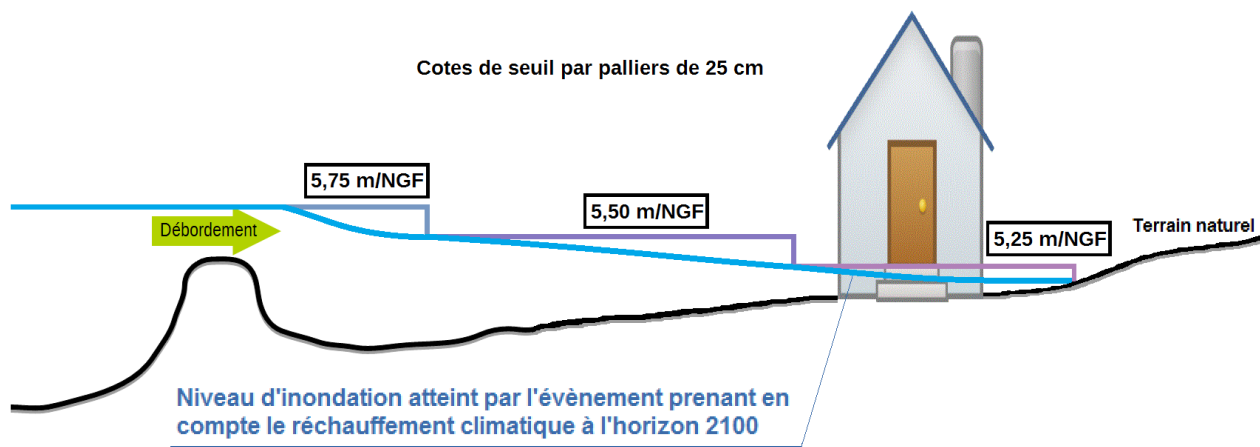 Cotes de seuil par palliers de 25 cm
5,75 m/NGF
5,50 m/NGF
Débordement
5,25 m/NGF
Terrain naturel
Niveau d'inondation atteint par l'évènement prenant en
compte le réchauffement climatique à l'horizon 2100